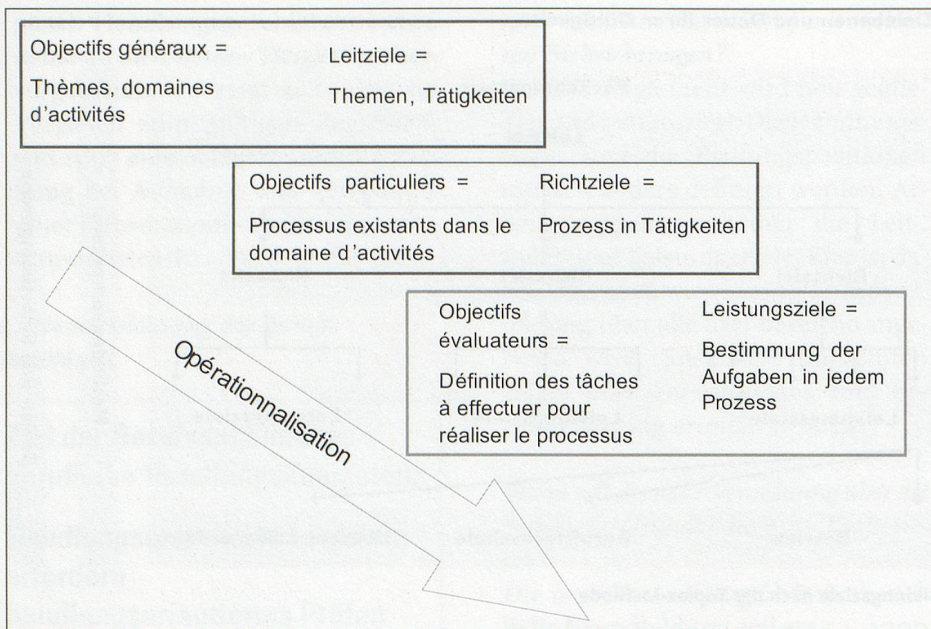 Objectifs généraux =
Thèmes, domaines
d'activités
Leitziele =
Themen, Tätigkeiten
Objectifs particuliers =
Processus existants dans le
domaine d'activités
Richtziele =
Prozess in Tätigkeiten
Objectifs
évaluateurs =
Définition des tâches
à effectuer pour
réaliser le processus
Leistungsziele =
Bestimmung der
Aufgaben in jedem
Prozess
Opérationnalisation